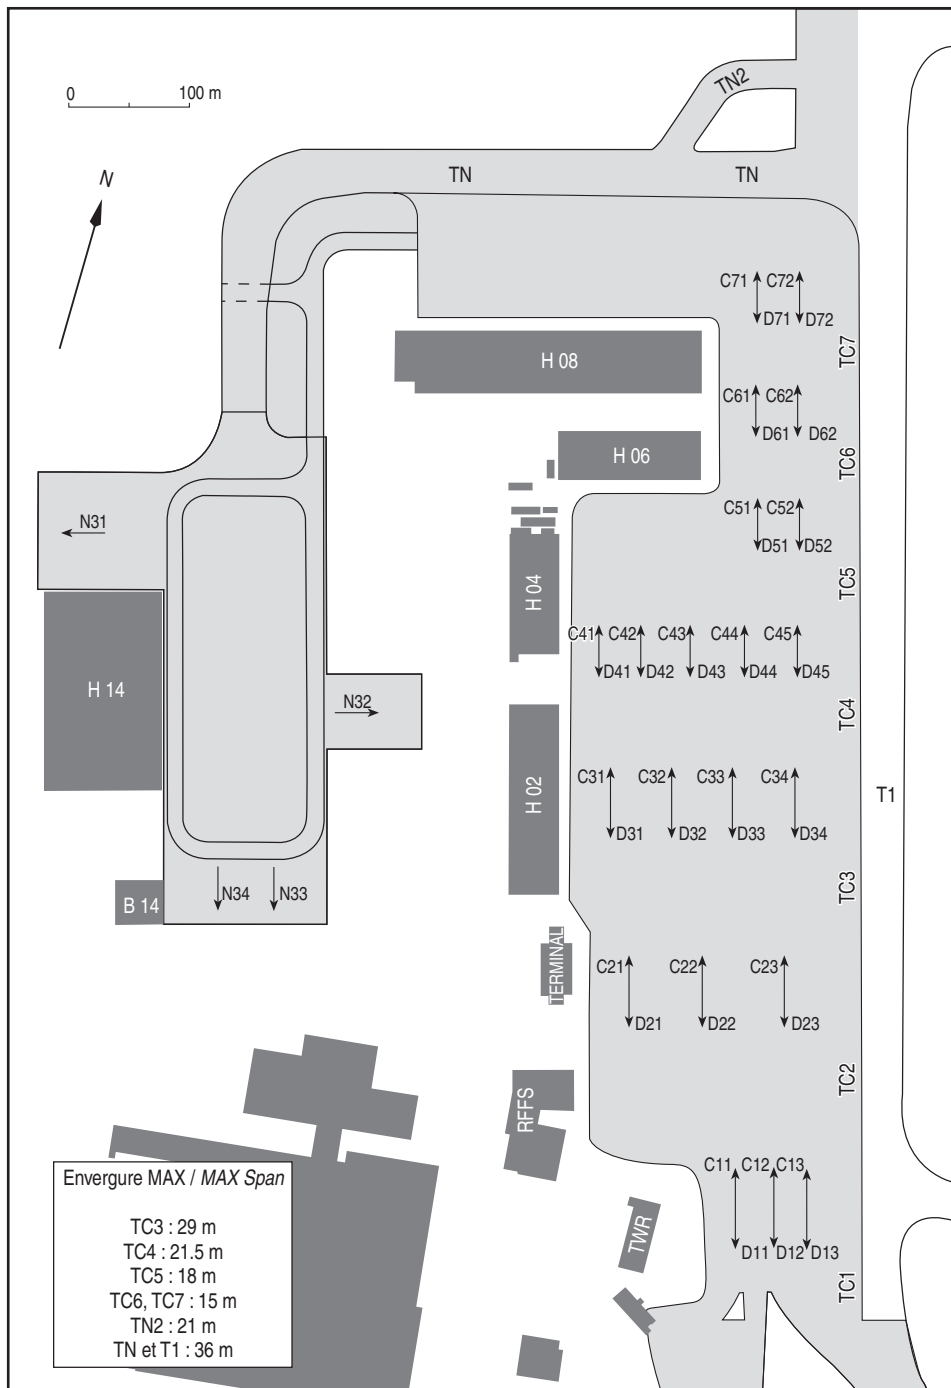 TN2
0 100 m
N
TN TN
C71 C72
D71 D72
TC7
H 08
C61 C62
D61 D62
H 06
TC6
N31
C51 C52
D51 D52
TC5
H 04
C41 C42 C43 C44 C45
D41 D42 D43 D44 D45
H 14
N32
TC4
C31 C32 C33 C34
H 02
T1
D31 D32 D33 D34
TC3
B 14 N34 N33
TERMINAL
C21 C22 C23
D21 D22 D23
TC2
RFFS
C11 C12 C13
TWR
D11 D12 D13
TC1
Envergure MAX / MAX Span
TC3 : 29 m
TC4 : 21.5 m
TC5 : 18 m
TC6, TC7 : 15 m
TN2 : 21 m
TN et T1 : 36 m